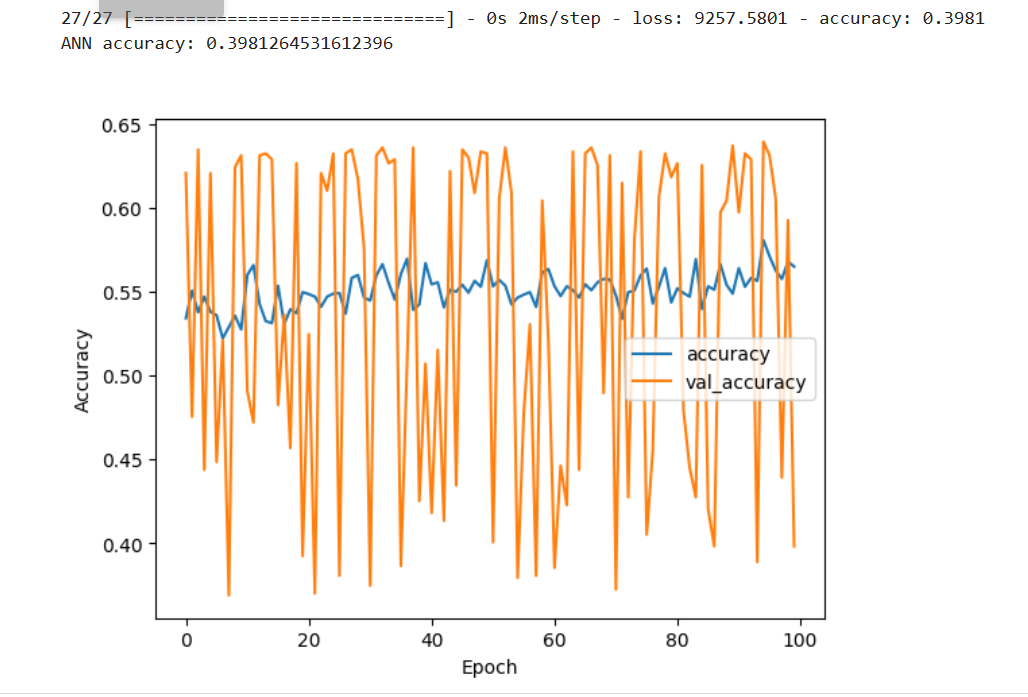 27/27 [==============================] - 0s 2ms/step - loss: 9257.5801 - accuracy: 0.3981
ANN accuracy: 0.3981264531612396
0.65
0.60
0.55
0.50
0.45
0.40
Accuracy
accuracy
val_accuracy
0 20 40 60 80 100
Epoch